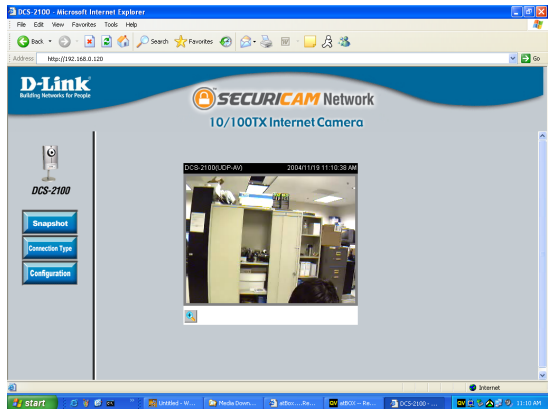 DCS-2100 - Microsoft Internet Explorer
File Edit View Favorites Tools Help
Back Search Favorites
Address http://192.168.0.120 Go
D-Link
Building Networks for People
SECURICAM Network
10/100TX Internet Camera
DCS-2100
DCS-2100(UDP-AV) 2004/11/19 11:10:38 AM
Snapshot
Connection Type
Configuration
Internet
start Untitled - W... Media Down... atBox....Re... atBOX -- Re... DCS-2100 - ... 11:10 AM